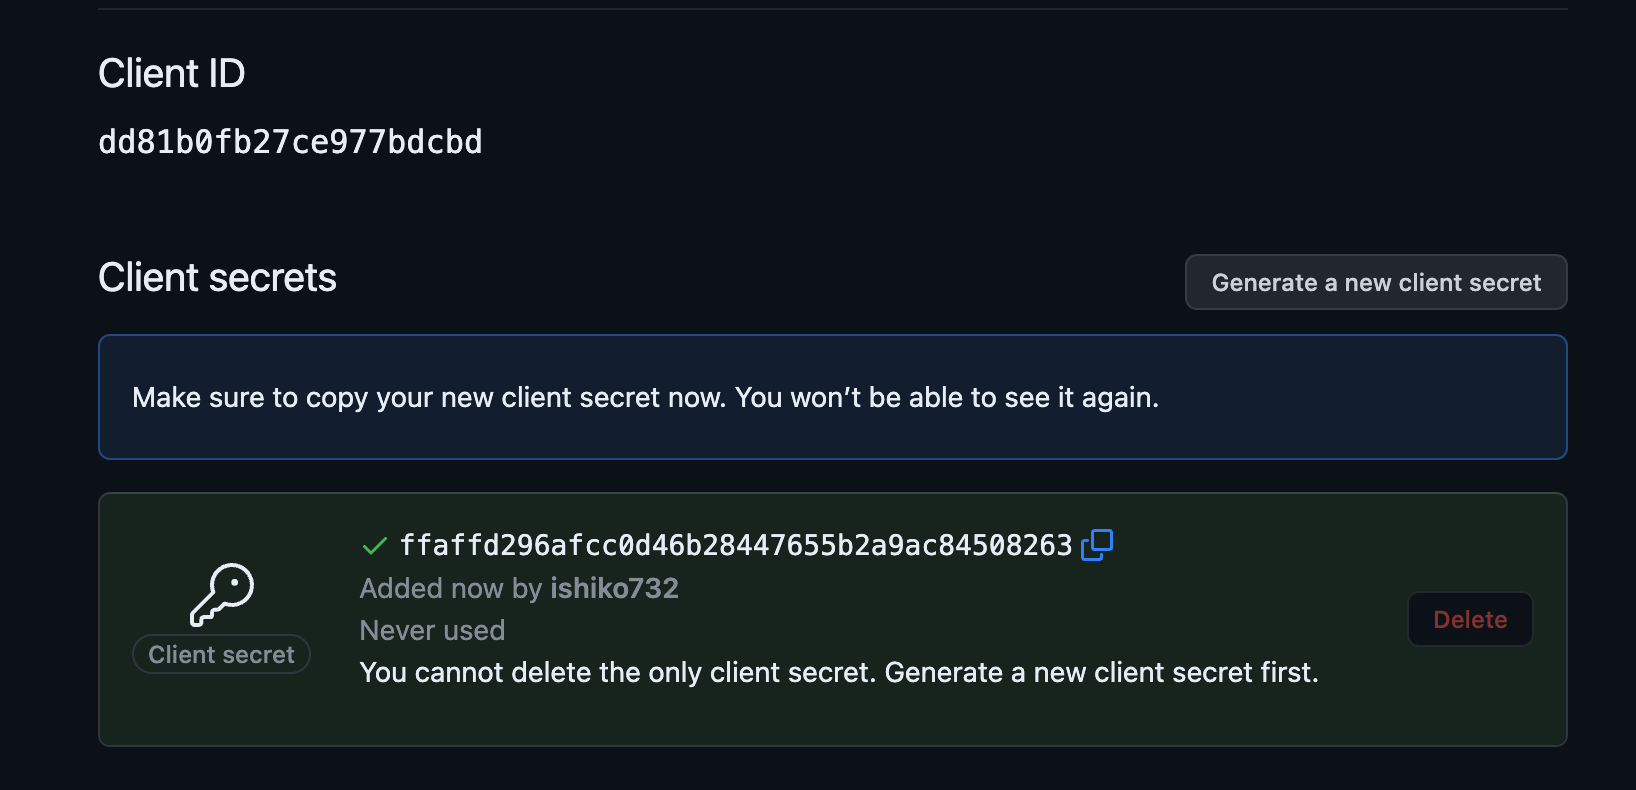 Client ID
dd81b0fb27ce977bdcbd
Client secrets
Generate a new client secret
Make sure to copy your new client secret now. You won’t be able to see it again.
ffaffd296afcc0d46b28447655b2a9ac84508263
Added now by ishiko732
Never used
You cannot delete the only client secret. Generate a new client secret first.
Client secret
Delete